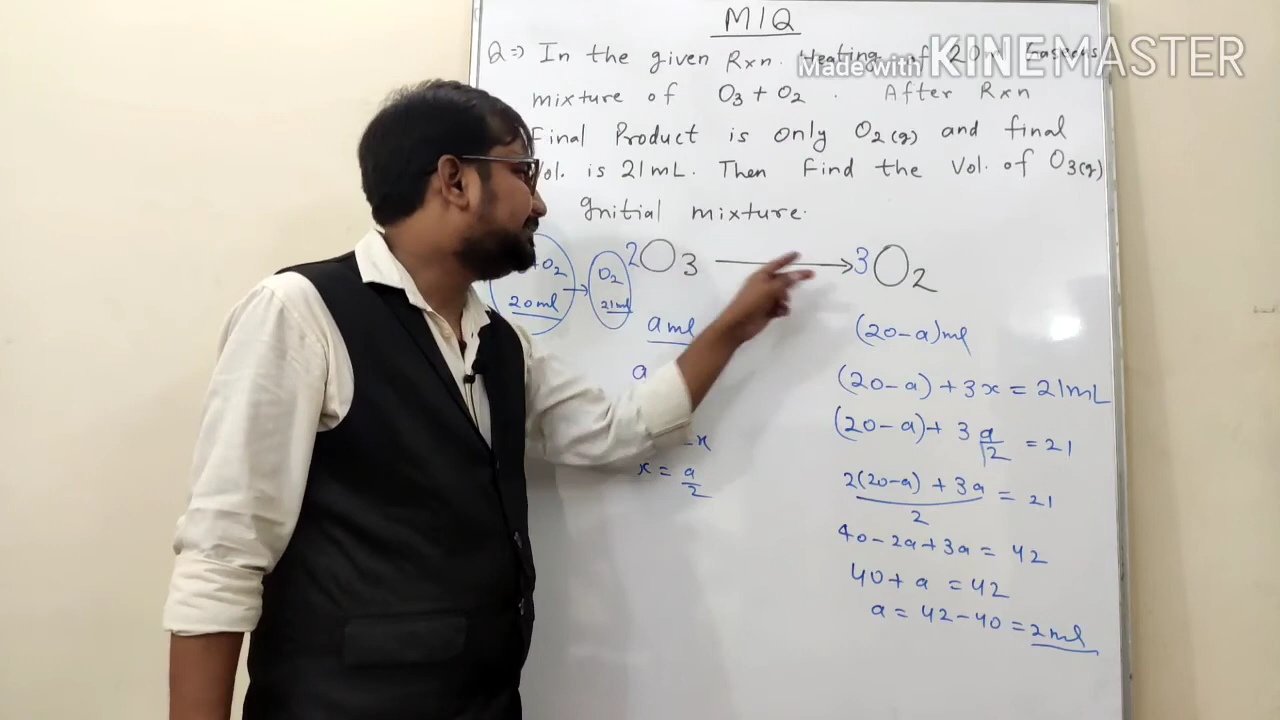 MIQ
Q⇒ In the given Rxn. Heating of 20ml Gaseous
Made with KINEMASTER
mixture of O3 + O2 . After Rxn
Final Product is only O2(g) and final
Vol. is 21mL. Then Find the Vol. of O3(g)
Initial mixture.
+O2
20ml
→
O2
21ml
2O3 ⟶ 3O2
a ml
(20-a)ml
a
(20-a) + 3x = 21mL
(20-a) + 3 a/2 = 21
-x
x = a/2
2(20-a) + 3a / 2 = 21
40-2a+3a = 42
40+a = 42
a = 42-40 = 2ml